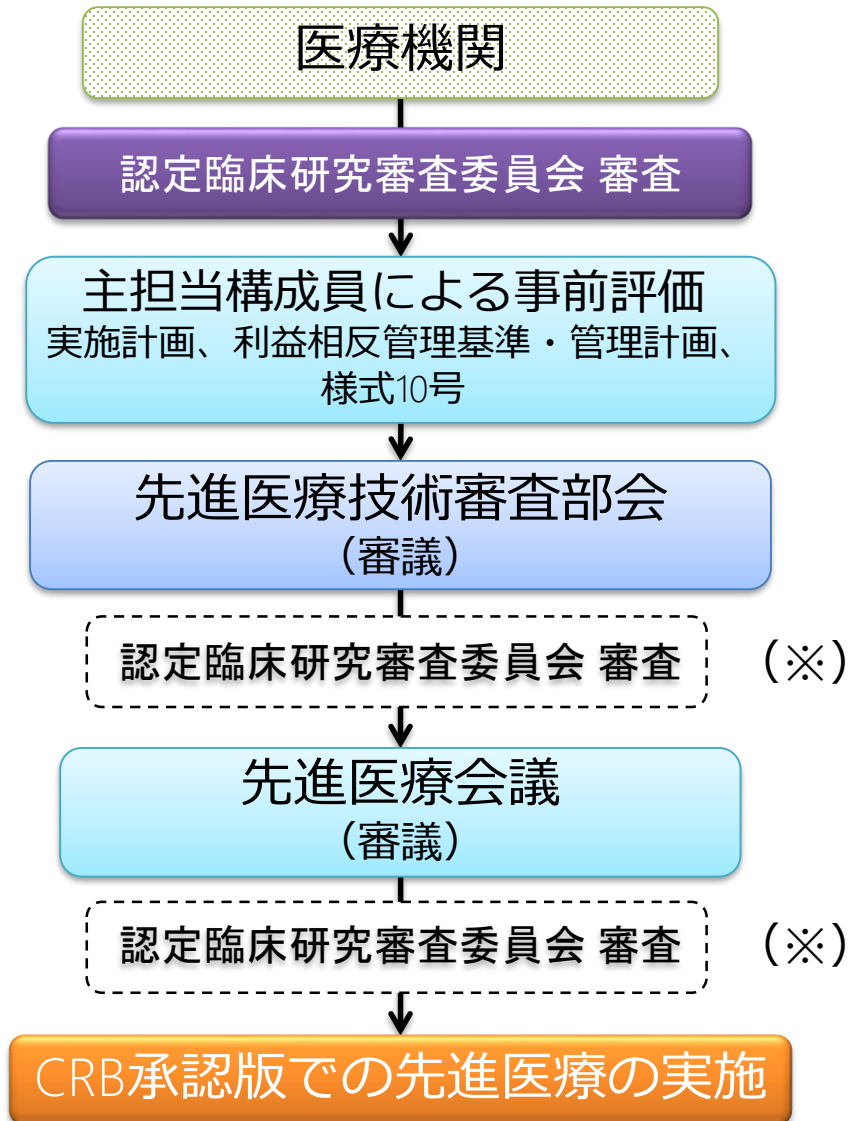 医療機関
認定臨床研究審査委員会 審査
主担当構成員による事前評価
実施計画、利益相反管理基準・管理計画、
様式10号
先進医療技術審査部会
（審議）
認定臨床研究審査委員会 審査 （※）
先進医療会議
（審議）
認定臨床研究審査委員会 審査 （※）
CRB承認版での先進医療の実施